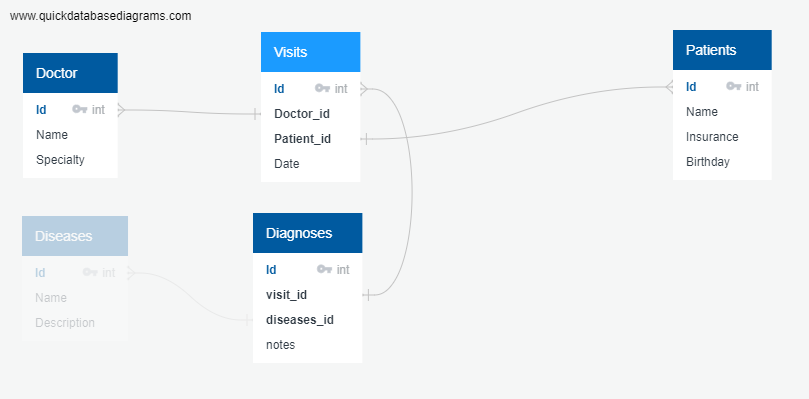 www.quickdatabasediagrams.com
Doctor
Id int
Name
Specialty
Visits
Id int
Doctor_id
Patient_id
Date
Patients
Id int
Name
Insurance
Birthday
Diseases
Id int
Name
Description
Diagnoses
Id int
visit_id
diseases_id
notes